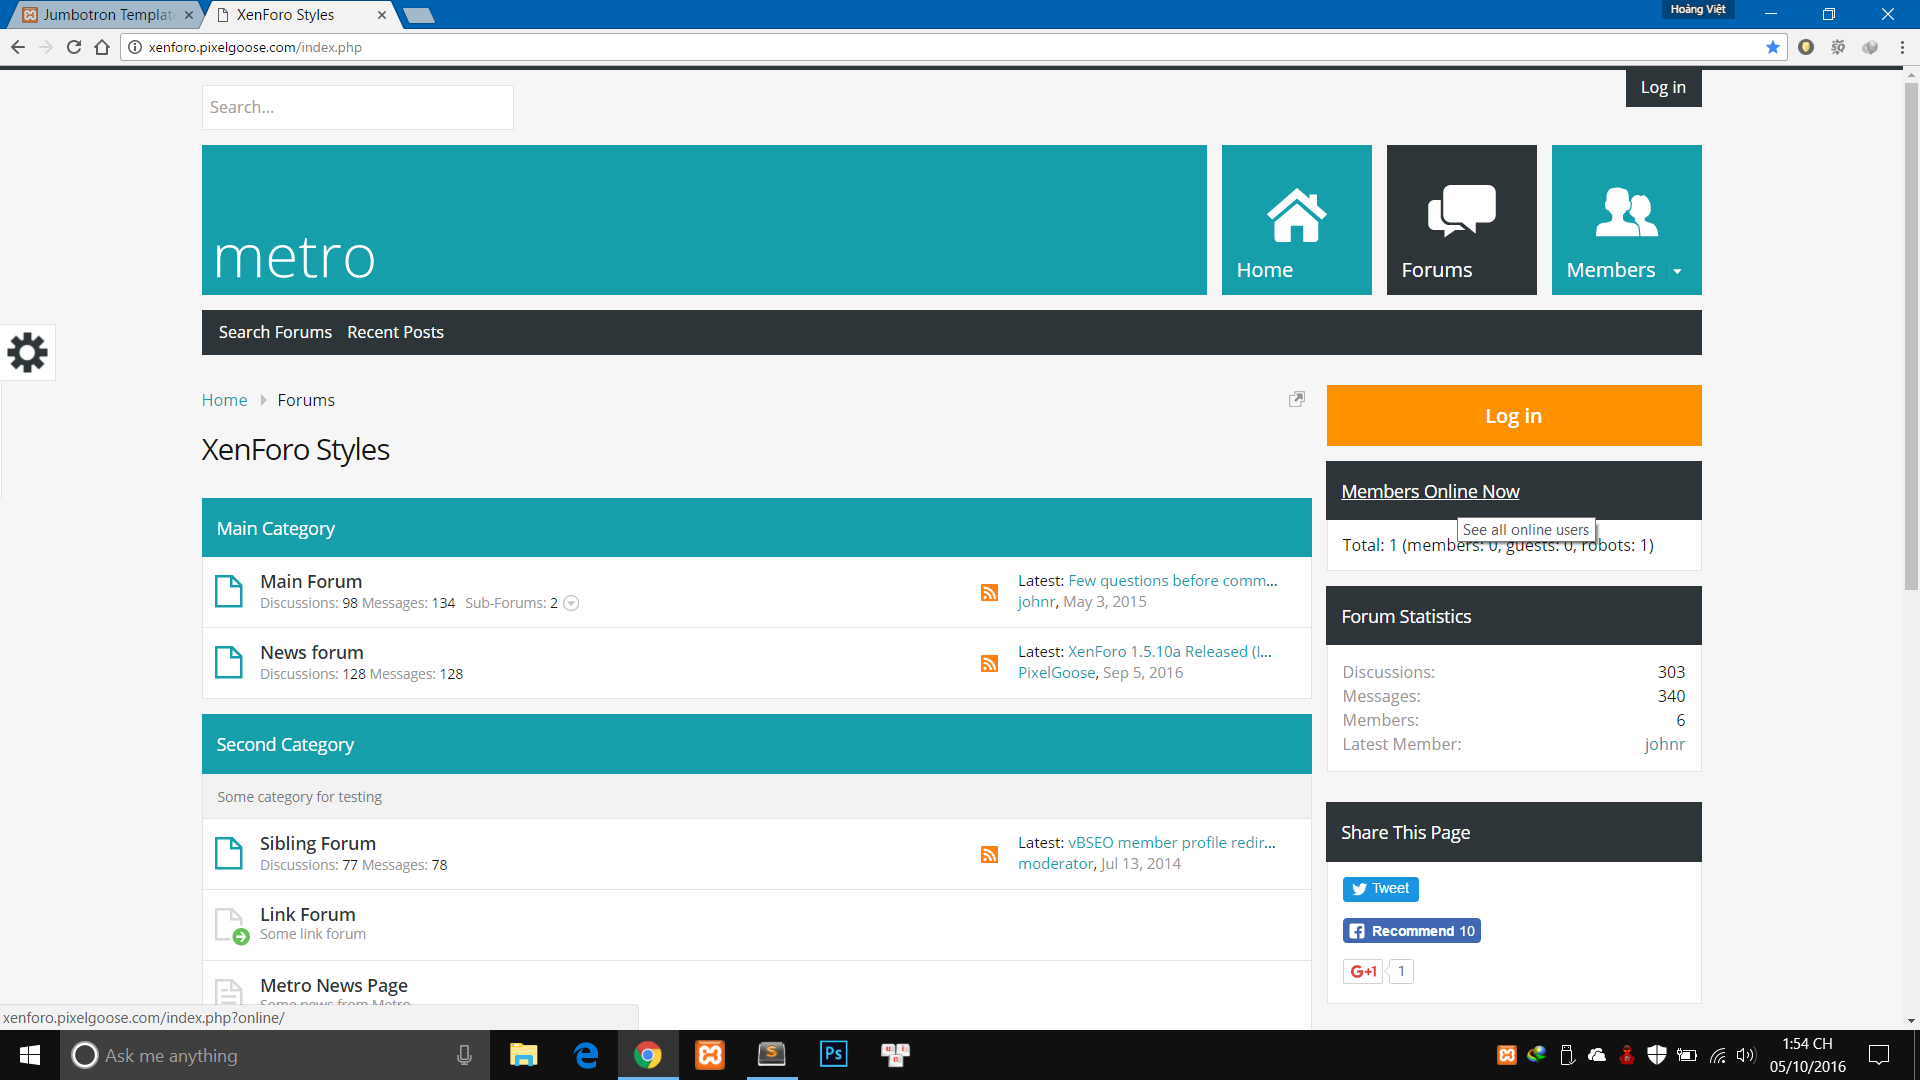 Jumbotron Templat
XenForo Styles
Hoàng Việt
xenforo.pixelgoose.com/index.php
Search...
Log in
metro
Home
Forums
Members
Search Forums Recent Posts
Home Forums
XenForo Styles
Main Category
Main Forum
Discussions: 98 Messages: 134 Sub-Forums: 2
Latest: Few questions before comm...
johnr, May 3, 2015
News forum
Discussions: 128 Messages: 128
Latest: XenForo 1.5.10a Released (I...
PixelGoose, Sep 5, 2016
Second Category
Some category for testing
Sibling Forum
Discussions: 77 Messages: 78
Latest: vBSEO member profile redir...
moderator, Jul 13, 2014
Link Forum
Some link forum
Metro News Page
Some news from Metro
Log in
Members Online Now
See all online users
Total: 1 (members: 0, guests: 0, robots: 1)
Forum Statistics
Discussions: 303
Messages: 340
Members: 6
Latest Member: johnr
Share This Page
Tweet
Recommend 10
G+1 1
xenforo.pixelgoose.com/index.php?online/
Ask me anything
Ps
1:54 CH
05/10/2016